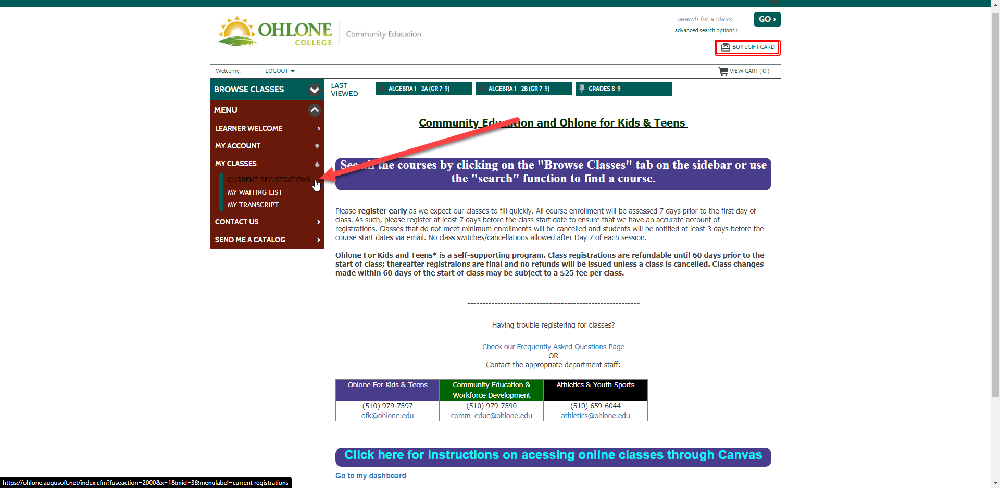 OHLONE
COLLEGE
Community Education
search for a class...
GO ›
advanced search options ›
BUY eGIFT CARD
Welcome,
LOGOUT
VIEW CART ( 0 )
BROWSE CLASSES
MENU
LEARNER WELCOME
MY ACCOUNT
MY CLASSES
CURRENT REGISTRATIONS
MY WAITING LIST
MY TRANSCRIPT
CONTACT US
SEND ME A CATALOG
LAST
VIEWED
ALGEBRA 1 - 2A (GR 7-9)
ALGEBRA 1 - 2B (GR 7-9)
GRADES 8-9
Community Education and Ohlone for Kids & Teens
See all the courses by clicking on the "Browse Classes" tab on the sidebar or use
the "search" function to find a course.
Please register early as we expect our classes to fill quickly. All course enrollment will be assessed 7 days prior to the first day of
class. As such, please register at least 7 days before the class start date to ensure that we have an accurate account of
registrations. Classes that do not meet minimum enrollments will be cancelled and students will be notified at least 3 days before the
course start dates via email. No class switches/cancellations allowed after Day 2 of each session.
Ohlone For Kids and Teens* is a self-supporting program. Class registrations are refundable until 60 days prior to the
start of class; thereafter registraions are final and no refunds will be issued unless a class is cancelled. Class changes
made within 60 days of the start of class may be subject to a $25 fee per class.
---------------------------------------------------------
Having trouble registering for classes?
Check our Frequently Asked Questions Page
OR
Contact the appropriate department staff:
Ohlone For Kids & Teens
(510) 979-7597
ofk@ohlone.edu
Community Education &
Workforce Development
(510) 979-7590
comm_educ@ohlone.edu
Athletics & Youth Sports
(510) 659-6044
athletics@ohlone.edu
Click here for instructions on acessing online classes through Canvas
Go to my dashboard
https://ohlone.augusoft.net/index.cfm?fuseaction=2000&x=1&mid=3&menulabel=current registrations